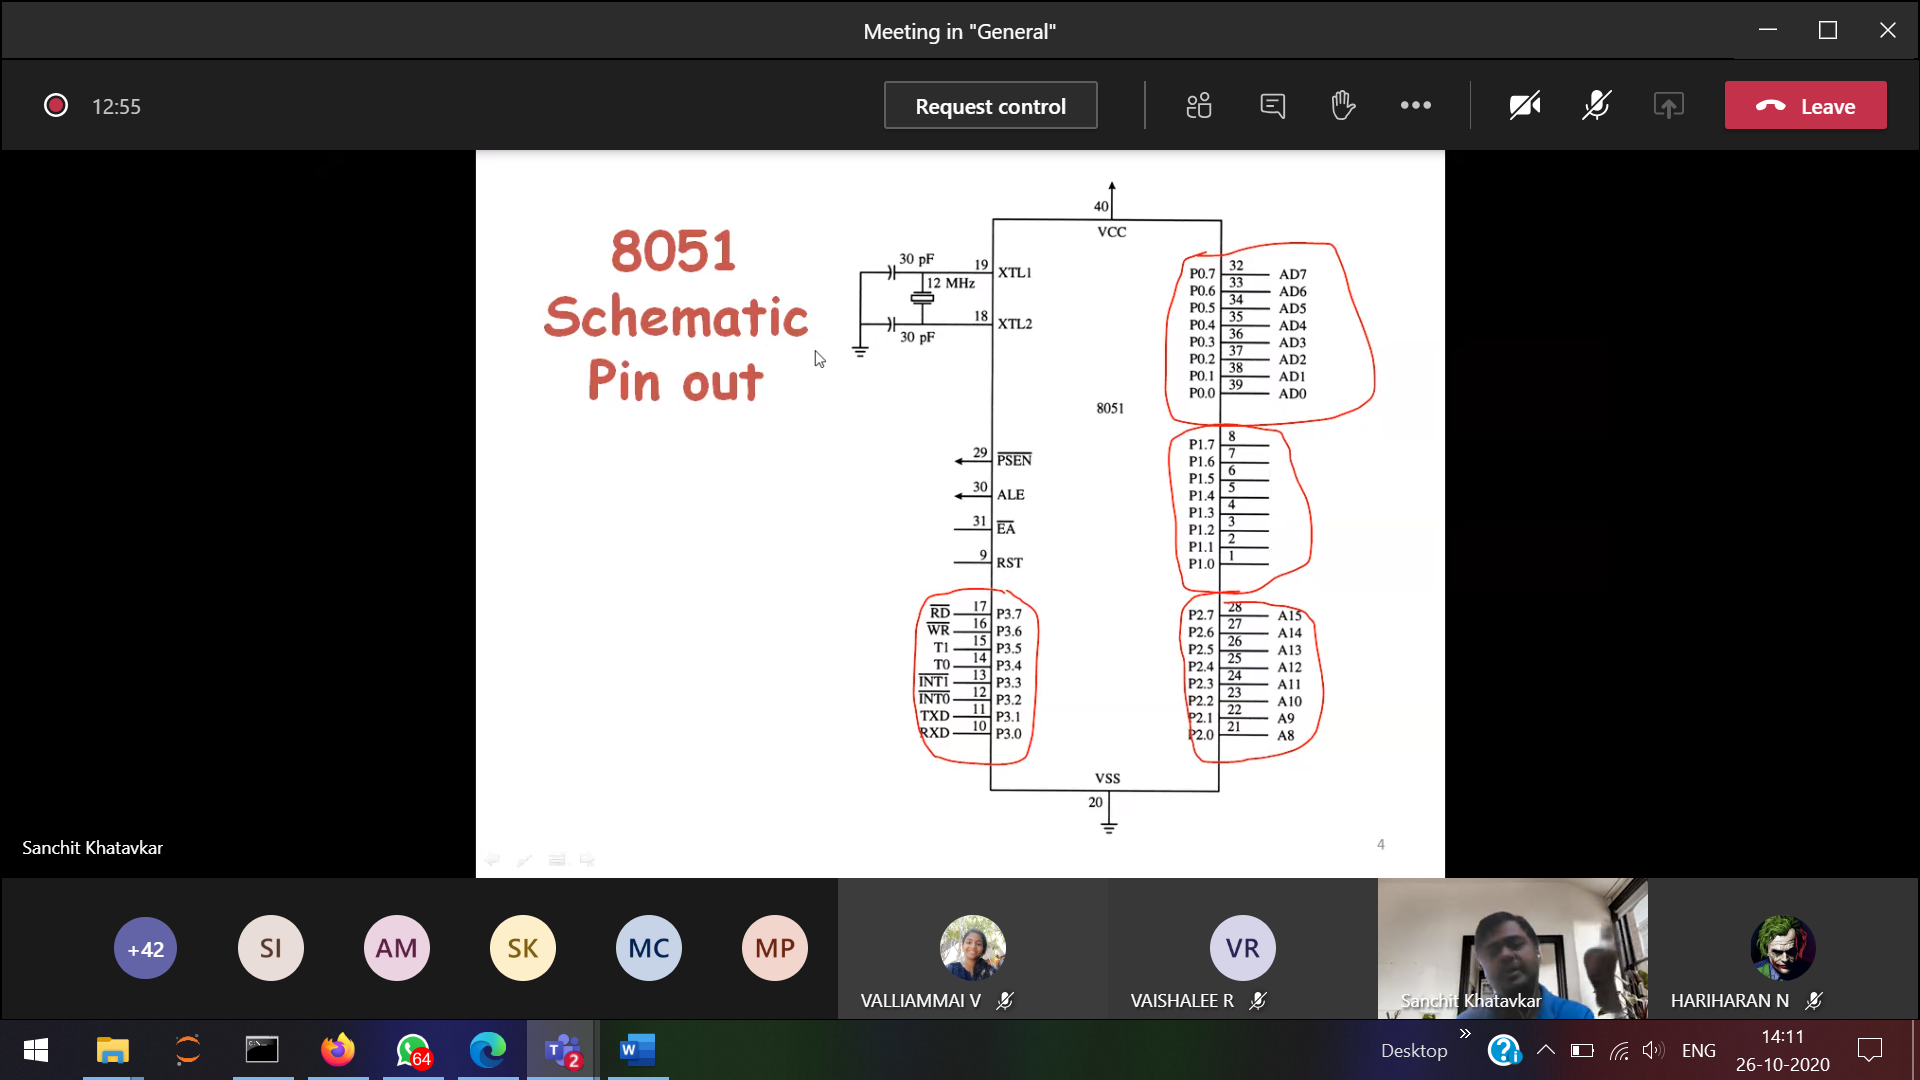 Meeting in "General"
12:55
Request control
Leave
8051
Schematic
Pin out
40
VCC
30 pF
19
XTL1
12 MHz
18
XTL2
30 pF
8051
29
PSEN
30
ALE
31
EA
9
RST
RD 17 P3.7
WR 16 P3.6
T1 15 P3.5
T0 14 P3.4
INT1 13 P3.3
INT0 12 P3.2
TXD 11 P3.1
RXD 10 P3.0
P0.7 32 AD7
P0.6 33 AD6
P0.5 34 AD5
P0.4 35 AD4
P0.3 36 AD3
P0.2 37 AD2
P0.1 38 AD1
P0.0 39 AD0
P1.7 8
P1.6 7
P1.5 6
P1.4 5
P1.3 4
P1.2 3
P1.1 2
P1.0 1
P2.7 28 A15
P2.6 27 A14
P2.5 26 A13
P2.4 25 A12
P2.3 24 A11
P2.2 23 A10
P2.1 22 A9
P2.0 21 A8
VSS
20
4
Sanchit Khatavkar
+42
SI
AM
SK
MC
MP
VALLIAMMAI V
VR
VAISHALEE R
Sanchit Khatavkar
HARIHARAN N
64
T
2
W
Desktop
ENG
14:11
26-10-2020